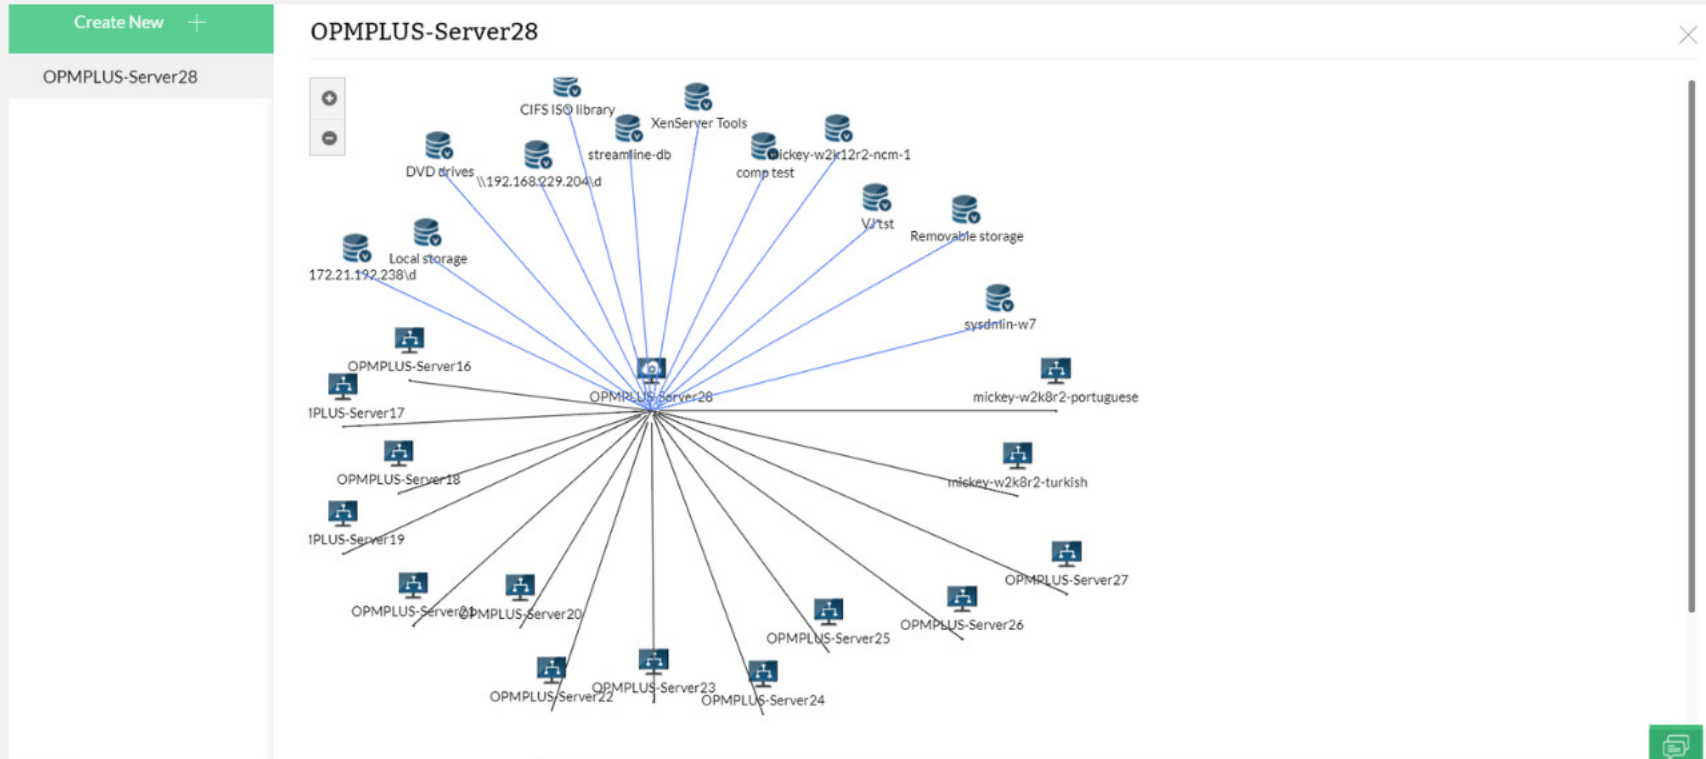 Create New
OPMPLUS-Server28
OPMPLUS-Server28
CIFS ISO library
XenServer Tools
streamline-db
mickey-w2k12r2-ncm-1
DVD drives
\\192.168.229.204\d
comp test
VJ tst
Removable storage
Local storage
172.21.192.238\d
sysdmin-w7
OPMPLUS-Server16
OPMPLUS-Server28
mickey-w2k8r2-portuguese
PLUS-Server17
OPMPLUS-Server18
mickey-w2k8r2-turkish
PLUS-Server19
OPMPLUS-Server27
OPMPLUS-Server21
OPMPLUS-Server20
OPMPLUS-Server26
OPMPLUS-Server25
OPMPLUS-Server22
OPMPLUS-Server23
OPMPLUS-Server24